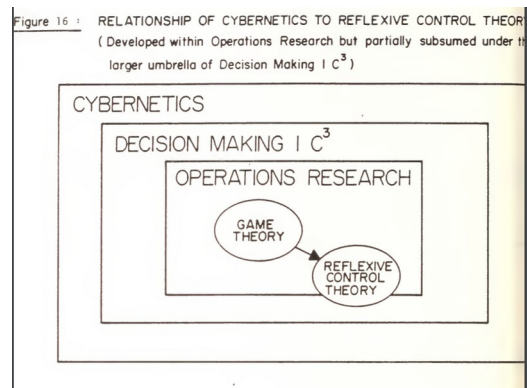 Figure 16 : RELATIONSHIP OF CYBERNETICS TO REFLEXIVE CONTROL THEOR
( Developed within Operations Research but partially subsumed under th
larger umbrella of Decision Making I C³ )
CYBERNETICS
DECISION MAKING I C³
OPERATIONS RESEARCH
GAME
THEORY
REFLEXIVE
CONTROL
THEORY